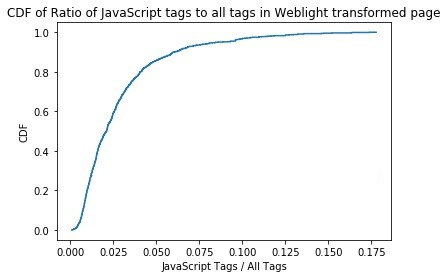 CDF of Ratio of JavaScript tags to all tags in Weblight transformed page
1.0
0.8
0.6
0.4
0.2
0.0
CDF
0.000 0.025 0.050 0.075 0.100 0.125 0.150 0.175
JavaScript Tags / All Tags